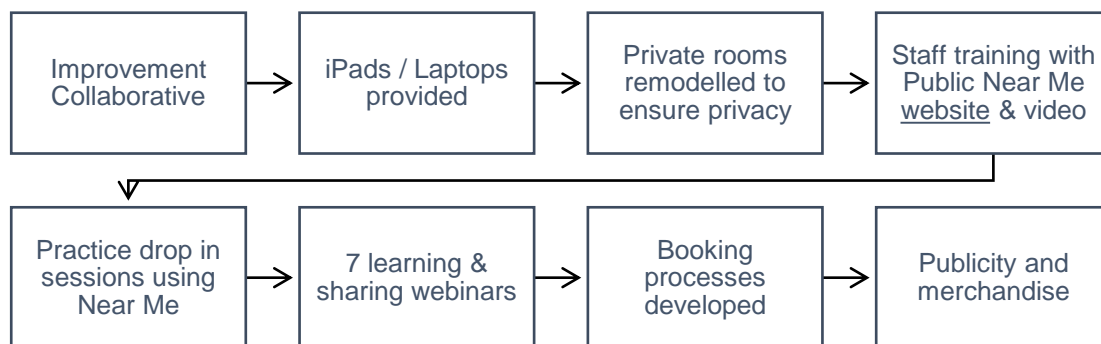 Improvement
Collaborative
iPads / Laptops
provided
Private rooms
remodelled to
ensure privacy
Staff training with
Public Near Me
website & video
Practice drop in
sessions using
Near Me
7 learning &
sharing webinars
Booking
processes
developed
Publicity and
merchandise